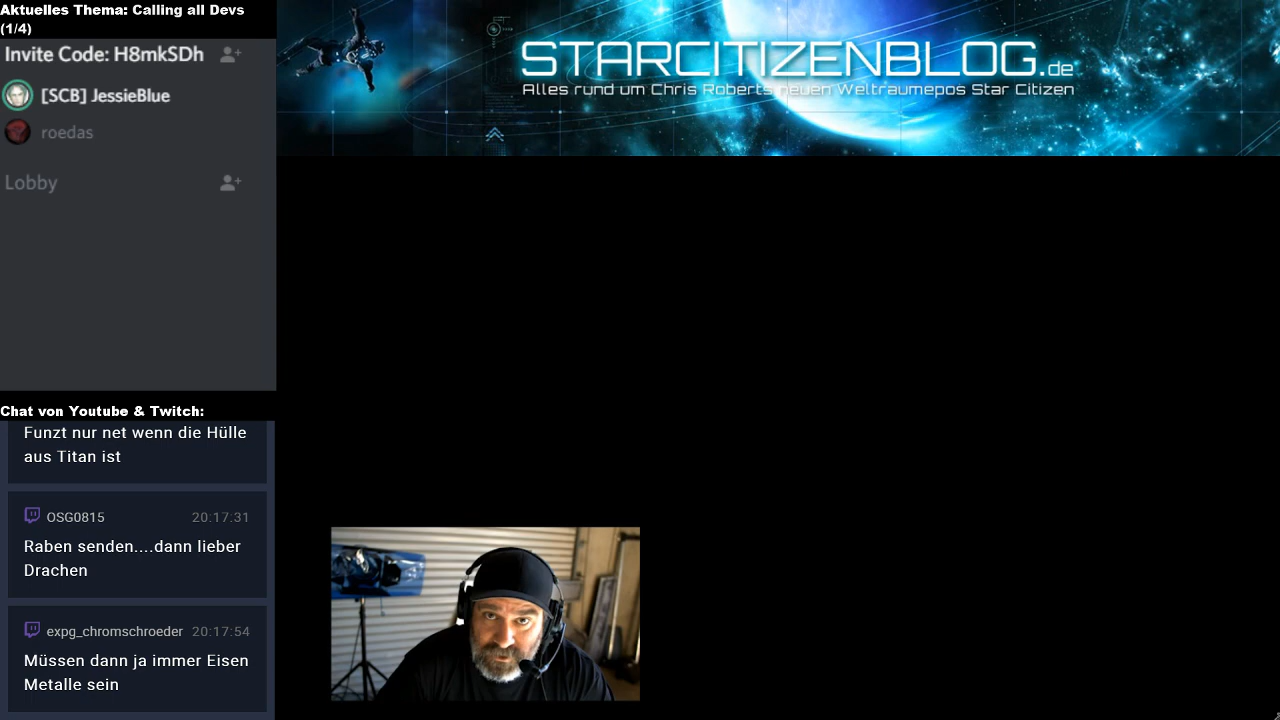 Aktuelles Thema: Calling all Devs
(1/4)
Invite Code: H8mkSDh
[SCB] JessieBlue
roedas
Lobby
STARCITIZENBLOG.de
Alles rund um Chris Roberts neuen Weltraumepos Star Citizen
Chat von Youtube & Twitch:
Funzt nur net wenn die Hülle
aus Titan ist
OSG0815 20:17:31
Raben senden....dann lieber
Drachen
expg_chromschroeder 20:17:54
Müssen dann ja immer Eisen
Metalle sein